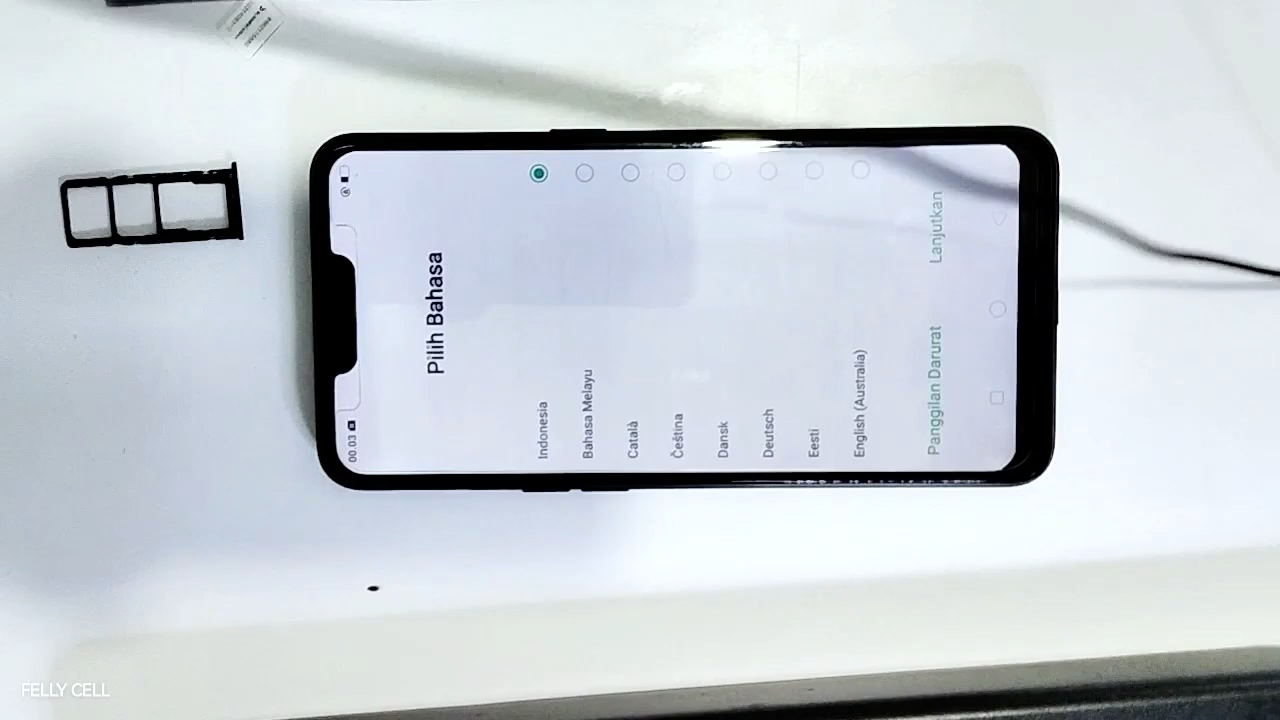 00.03
Pilih Bahasa
Indonesia
Bahasa Melayu
Català
Čeština
Dansk
Deutsch
Eesti
English (Australia)
Panggilan Darurat
Lanjutkan
FELLY CELL